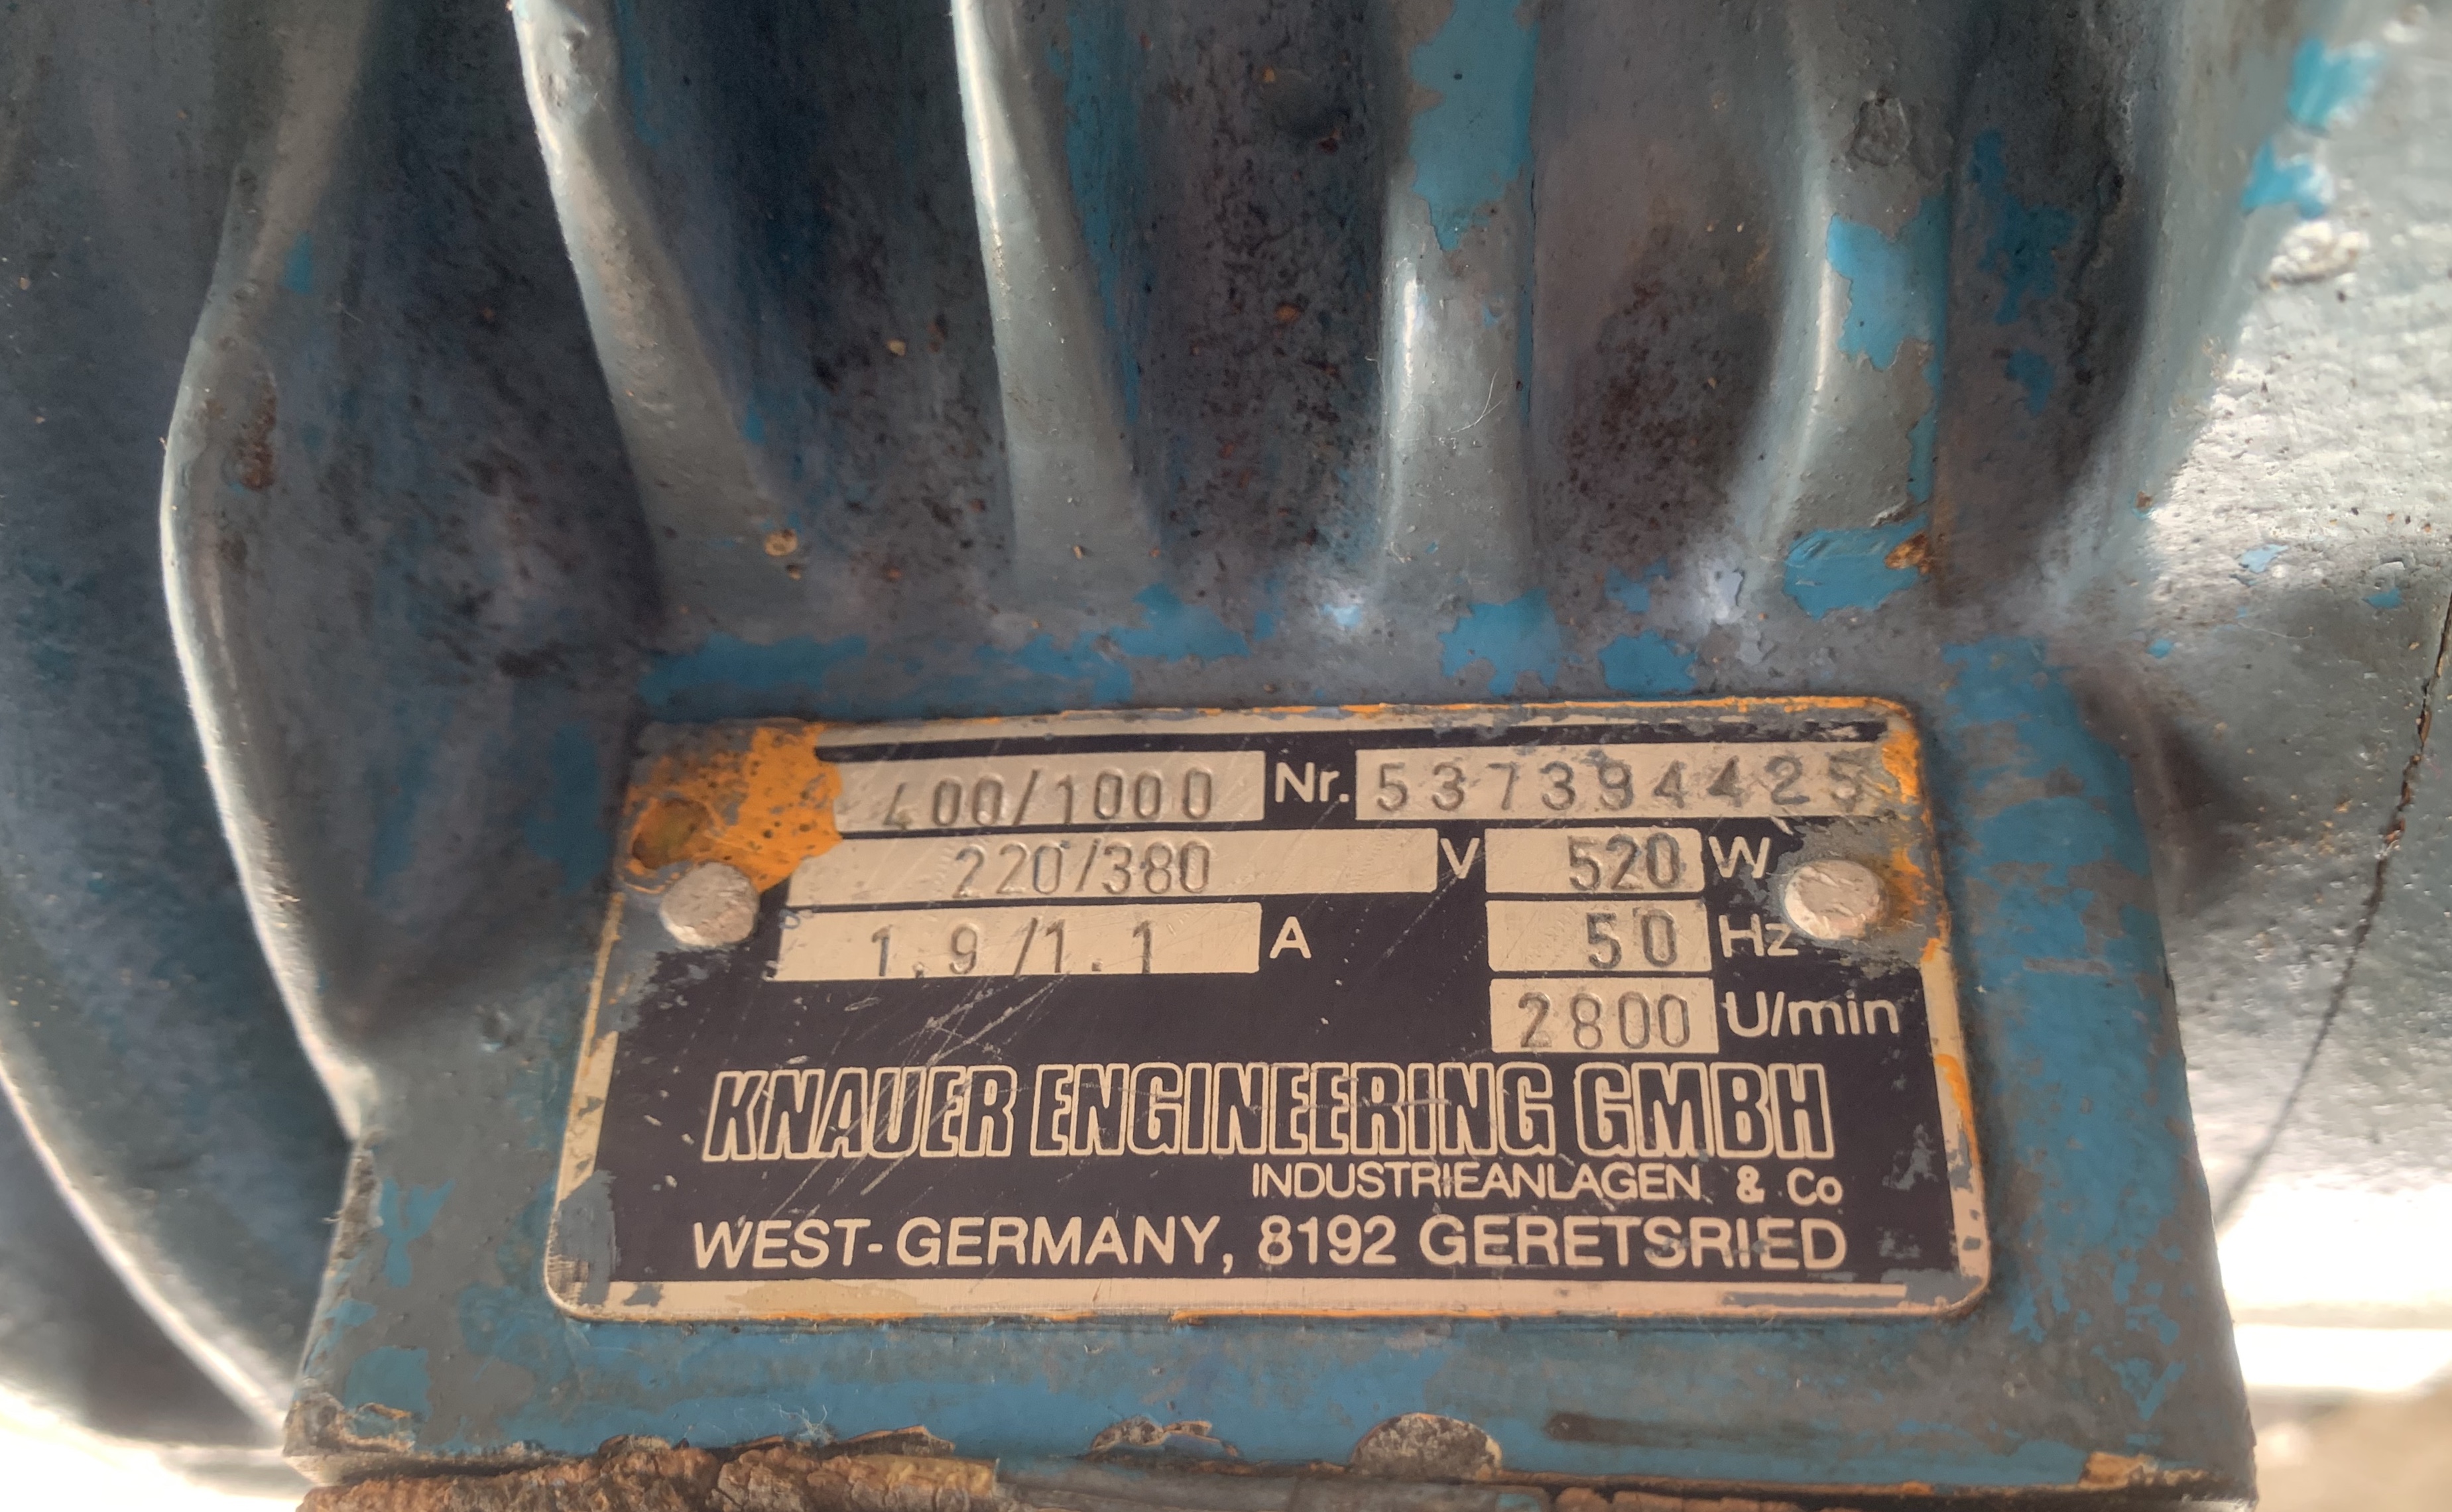 400/1000 Nr. 537394425
220/380 V 520 W
1.9/1.1 A 50 Hz
2800 U/min
KNAUER ENGINEERING GMBH
INDUSTRIEANLAGEN & Co
WEST-GERMANY, 8192 GERETSRIED